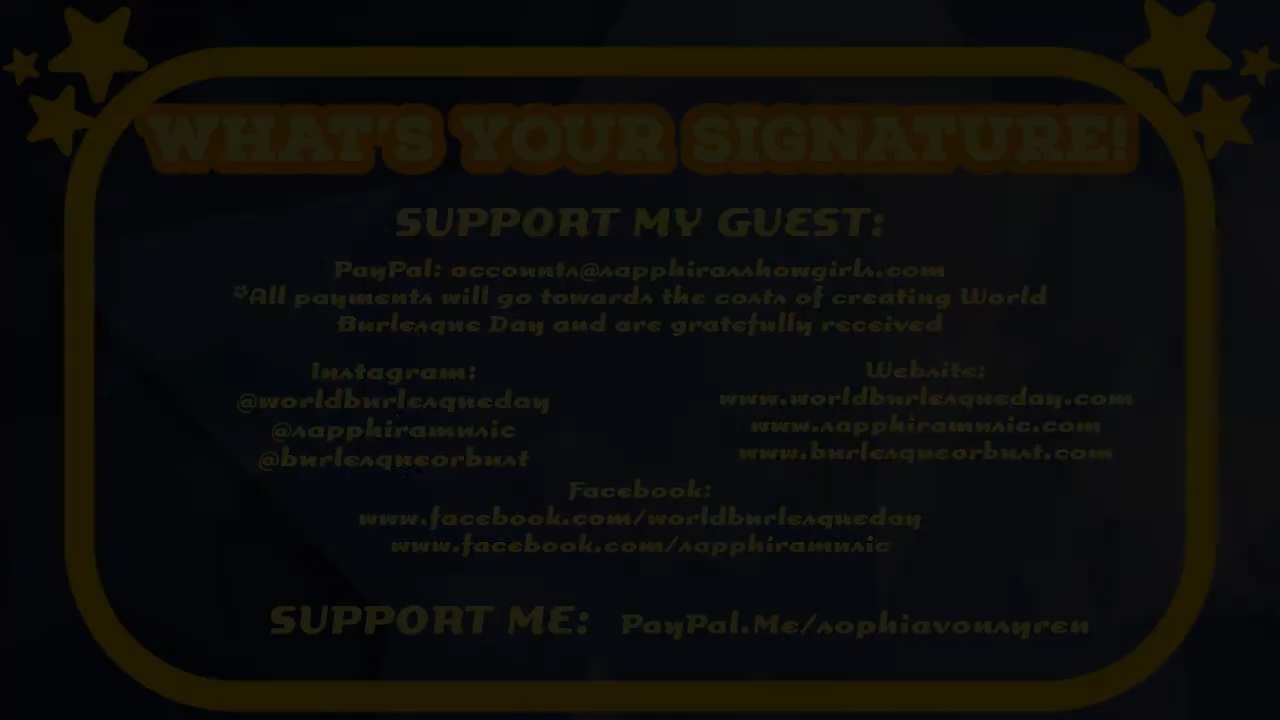 WHAT'S YOUR SIGNATURE!
SUPPORT MY GUEST:
PayPal: accounts@sapphirasshowgirls.com
*All payments will go towards the costs of creating World
Burlesque Day and are gratefully received
Instagram:
@worldburlesqueday
@sapphiramusic
@burlesqueorbust
Website:
www.worldburlesqueday.com
www.sapphiramusic.com
www.burlesqueorbust.com
Facebook:
www.facebook.com/worldburlesqueday
www.facebook.com/sapphiramusic
SUPPORT ME: PayPal.Me/sophiavonsyren